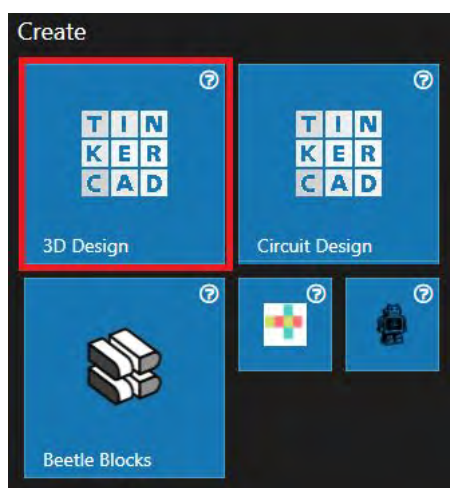 Create
?
TIN
KER
CAD
3D Design
?
TIN
KER
CAD
Circuit Design
?
Beetle Blocks
?
?